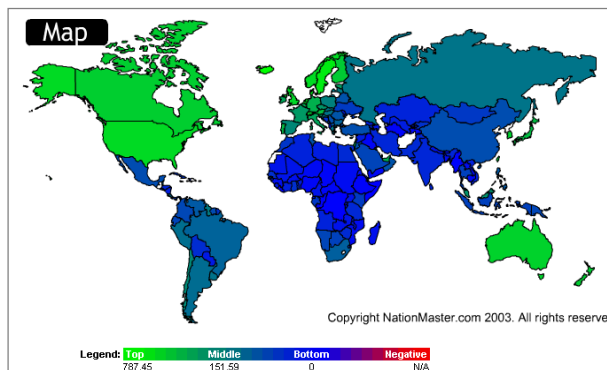 Map
Copyright NationMaster.com 2003. All rights reserve
Legend: Top Middle Bottom Negative
787.45 151.59 0 N/A